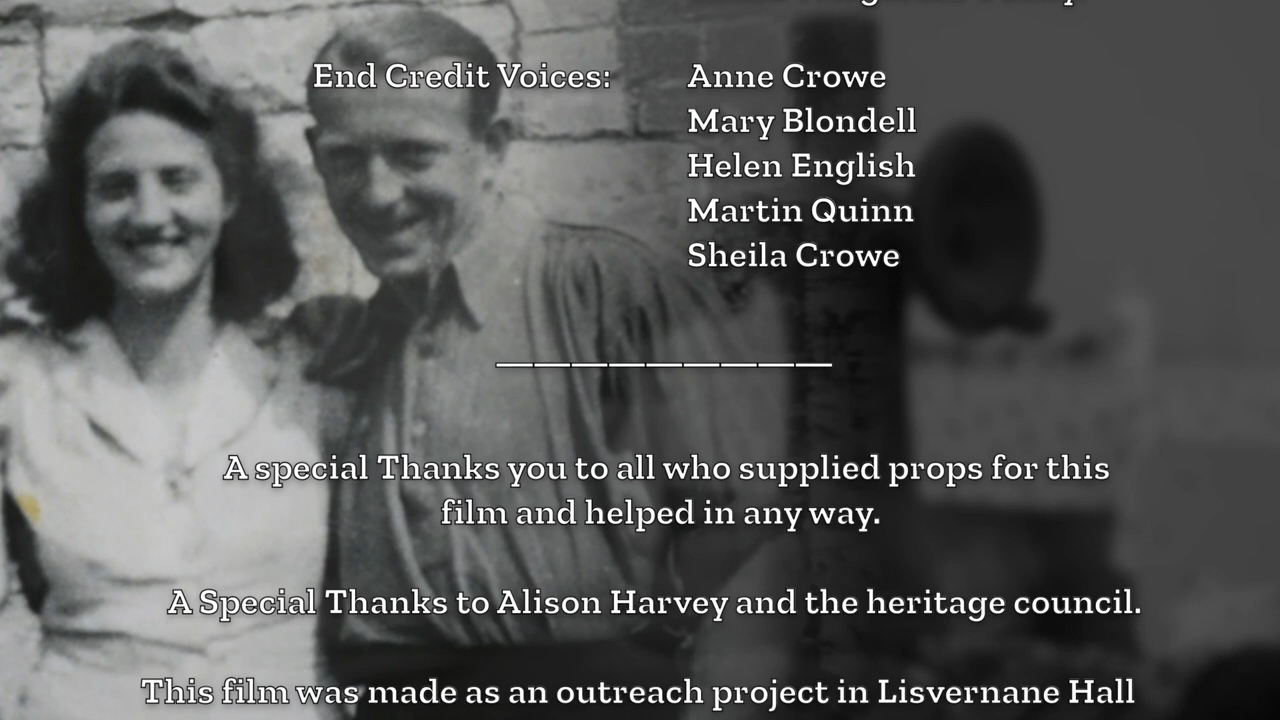 End Credit Voices: Anne Crowe
Mary Blondell
Helen English
Martin Quinn
Sheila Crowe
A special Thanks you to all who supplied props for this
film and helped in any way.
A Special Thanks to Alison Harvey and the heritage council.
This film was made as an outreach project in Lisvernane Hall